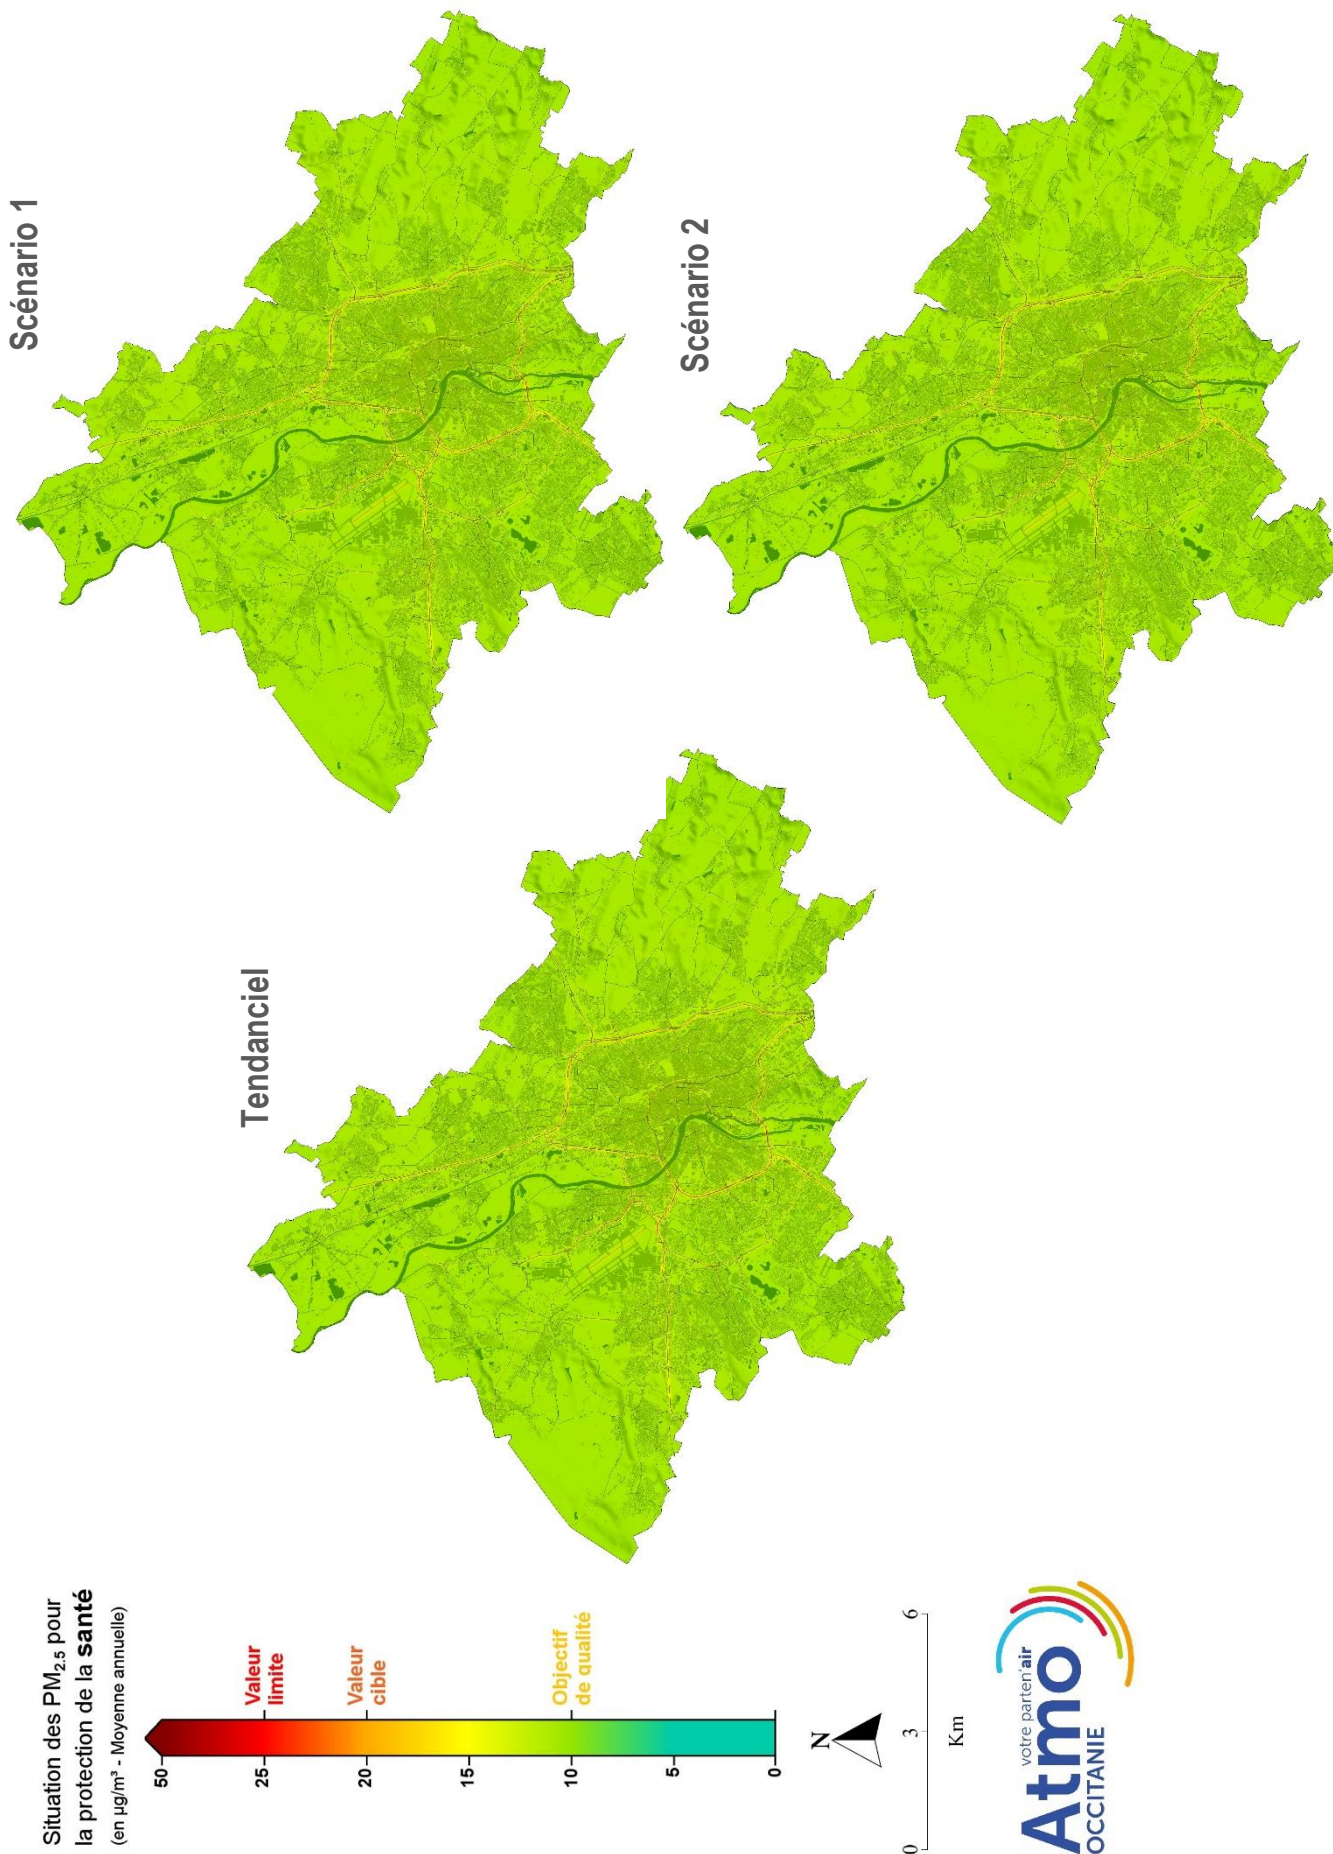 Scénario 1
Scénario 2
Tendanciel
Situation des PM₂.₅ pour
la protection de la santé
(en µg/m³ - Moyenne annuelle)
Valeur
limite
Valeur
cible
Objectif
de qualité
50
25
20
15
10
5
0
N
0 3 6
Km
votre parten'air
Atmo
OCCITANIE